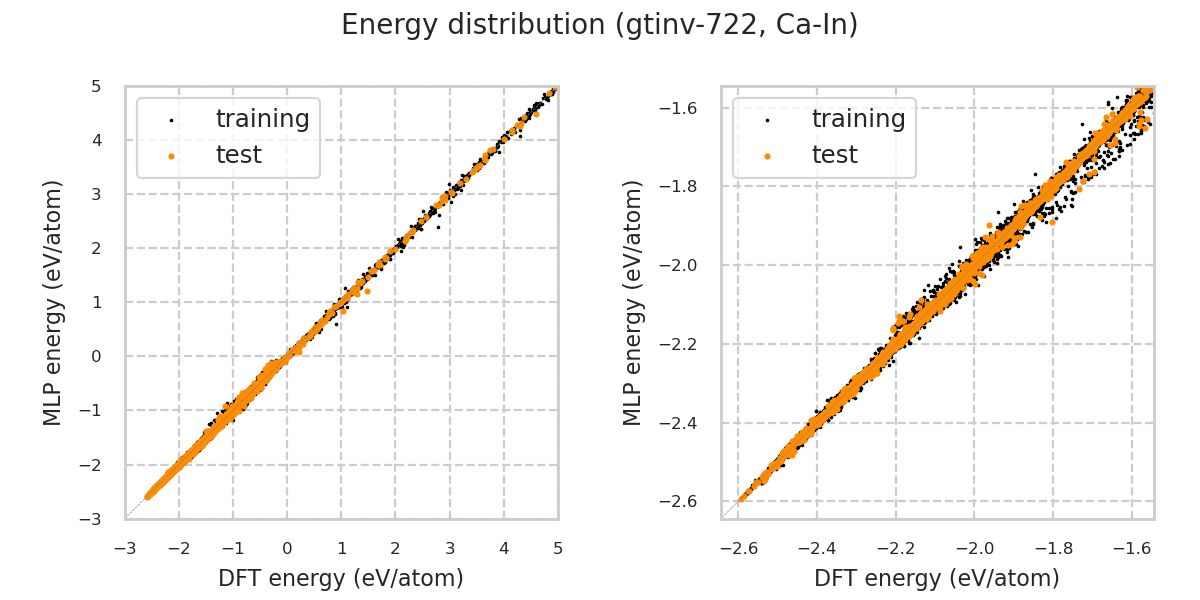 Energy distribution (gtinv-722, Ca-In)
training
test
5
4
3
2
1
0
−1
−2
−3
−3 −2 −1 0 1 2 3 4 5
MLP energy (eV/atom)
DFT energy (eV/atom)
training
test
−1.6
−1.8
−2.0
−2.2
−2.4
−2.6
−2.6 −2.4 −2.2 −2.0 −1.8 −1.6
MLP energy (eV/atom)
DFT energy (eV/atom)